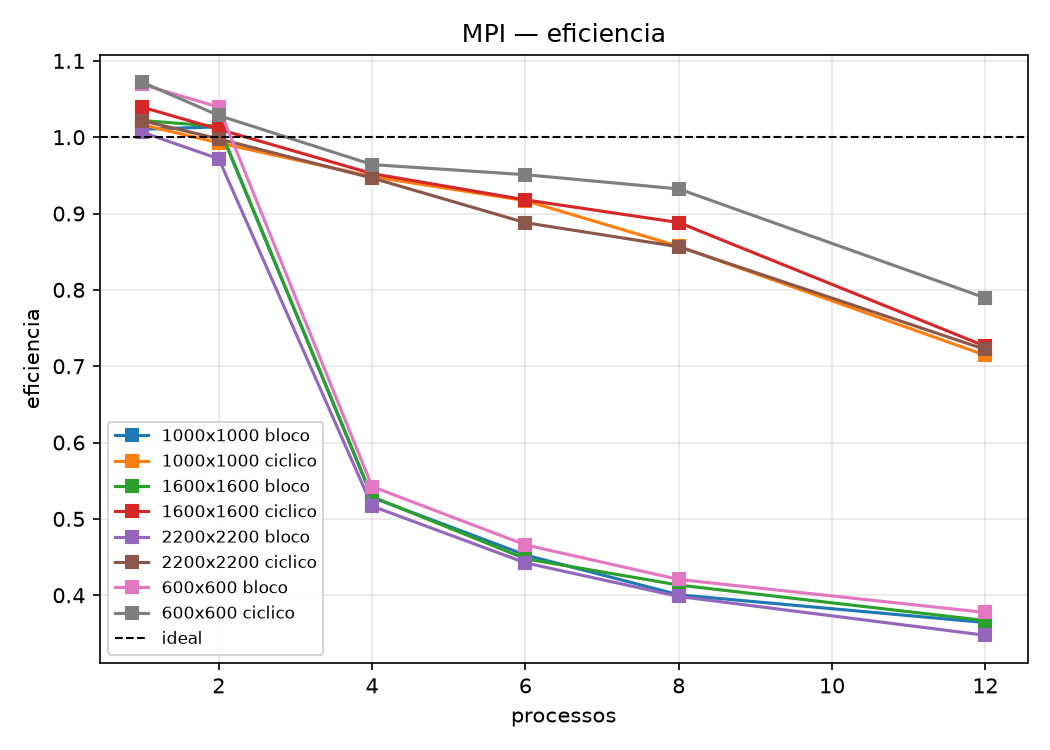 MPI — eficiencia
1.1
1.0
0.9
0.8
0.7
0.6
0.5
0.4
eficiencia
1000x1000 bloco
1000x1000 ciclico
1600x1600 bloco
1600x1600 ciclico
2200x2200 bloco
2200x2200 ciclico
600x600 bloco
600x600 ciclico
ideal
2 4 6 8 10 12
processos